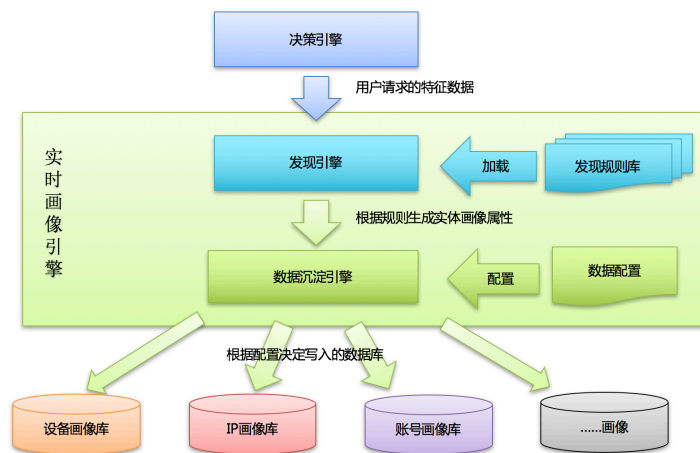 决策引擎
用户请求的特征数据
实时画像引擎
发现引擎
加载
发现规则库
根据规则生成实体画像属性
数据沉淀引擎
配置
数据配置
根据配置决定写入的数据库
设备画像库
IP画像库
账号画像库
……画像